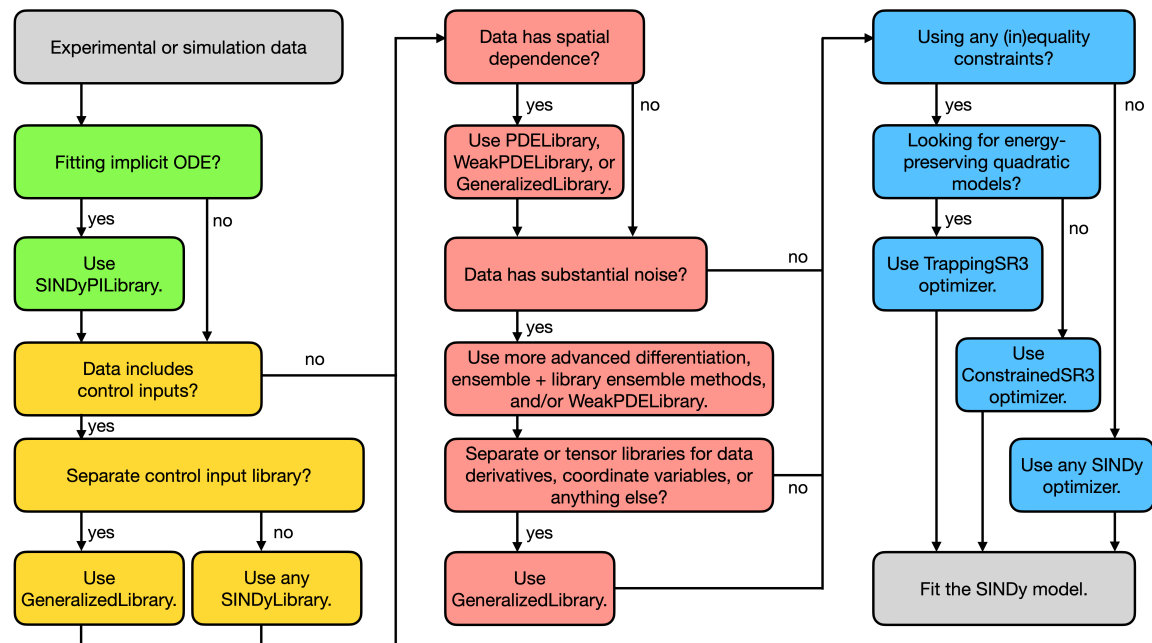 Experimental or simulation data
Fitting implicit ODE?
yes
no
Use
SINDyPILibrary.
Data includes
control inputs?
no
yes
Separate control input library?
yes
no
Use
GeneralizedLibrary.
Use any
SINDyLibrary.
Data has spatial
dependence?
yes
no
Use PDELibrary,
WeakPDELibrary, or
GeneralizedLibrary.
Data has substantial noise?
no
yes
Use more advanced differentiation,
ensemble + library ensemble methods,
and/or WeakPDELibrary.
Separate or tensor libraries for data
derivatives, coordinate variables, or
anything else?
no
yes
Use
GeneralizedLibrary.
Using any (in)equality
constraints?
yes
no
Looking for energy-
preserving quadratic
models?
yes
no
Use TrappingSR3
optimizer.
Use
ConstrainedSR3
optimizer.
Use any SINDy
optimizer.
Fit the SINDy model.